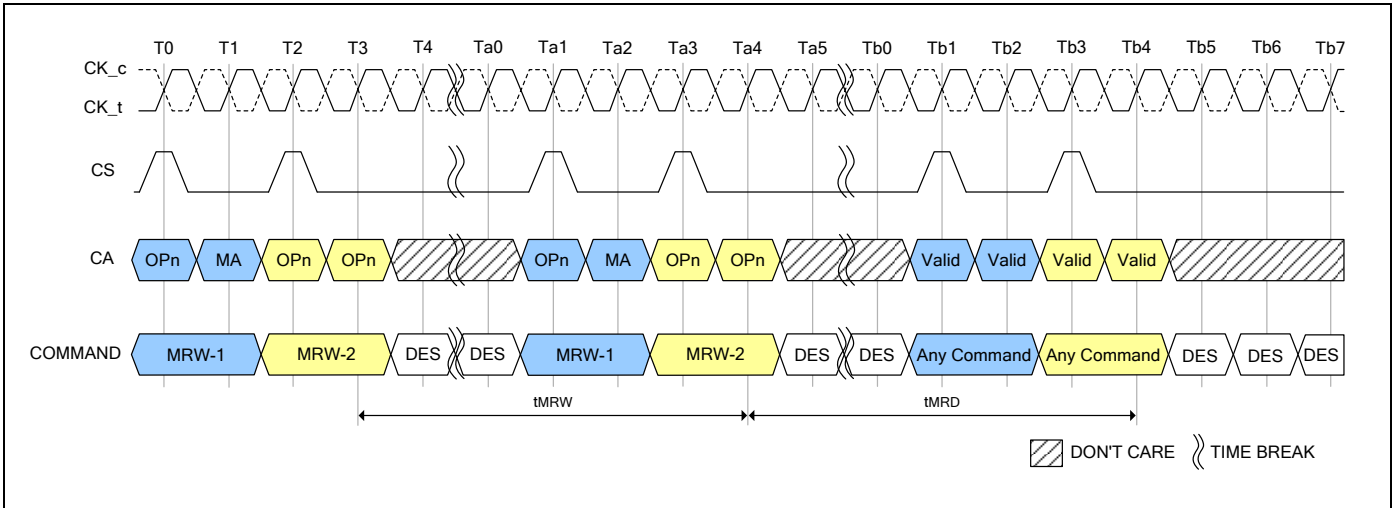 T0 T1 T2 T3 T4 Ta0 Ta1 Ta2 Ta3 Ta4 Ta5 Tb0 Tb1 Tb2 Tb3 Tb4 Tb5 Tb6 Tb7
CK_c
CK_t
CS
CA OPn MA OPn OPn OPn MA OPn OPn Valid Valid Valid Valid
COMMAND MRW-1 MRW-2 DES DES MRW-1 MRW-2 DES DES Any Command Any Command DES DES DES
tMRW tMRD
DON'T CARE TIME BREAK